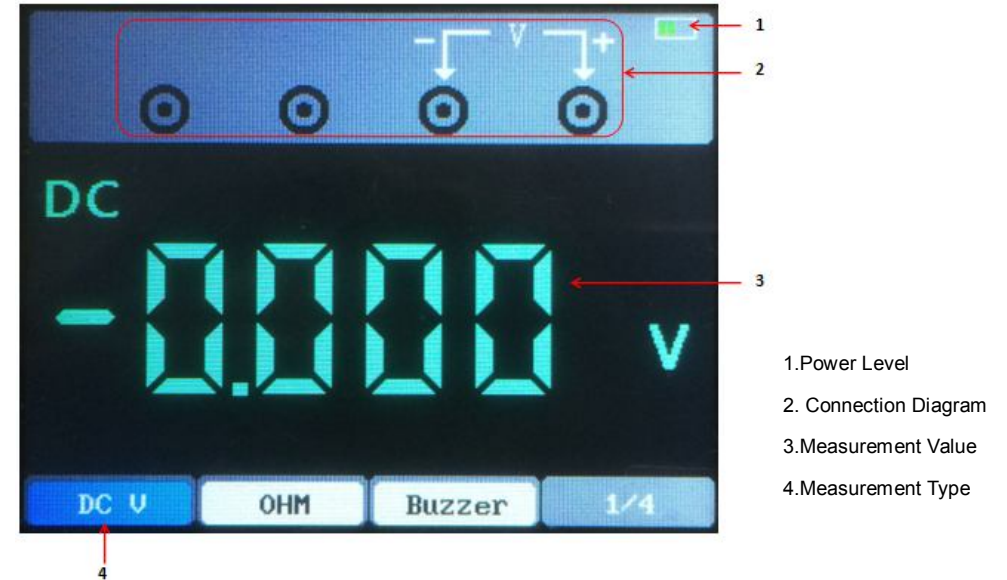 - V +
1
2
DC
-0.000
3
V
1.Power Level
2. Connection Diagram
3.Measurement Value
4.Measurement Type
DC V OHM Buzzer 1/4
4